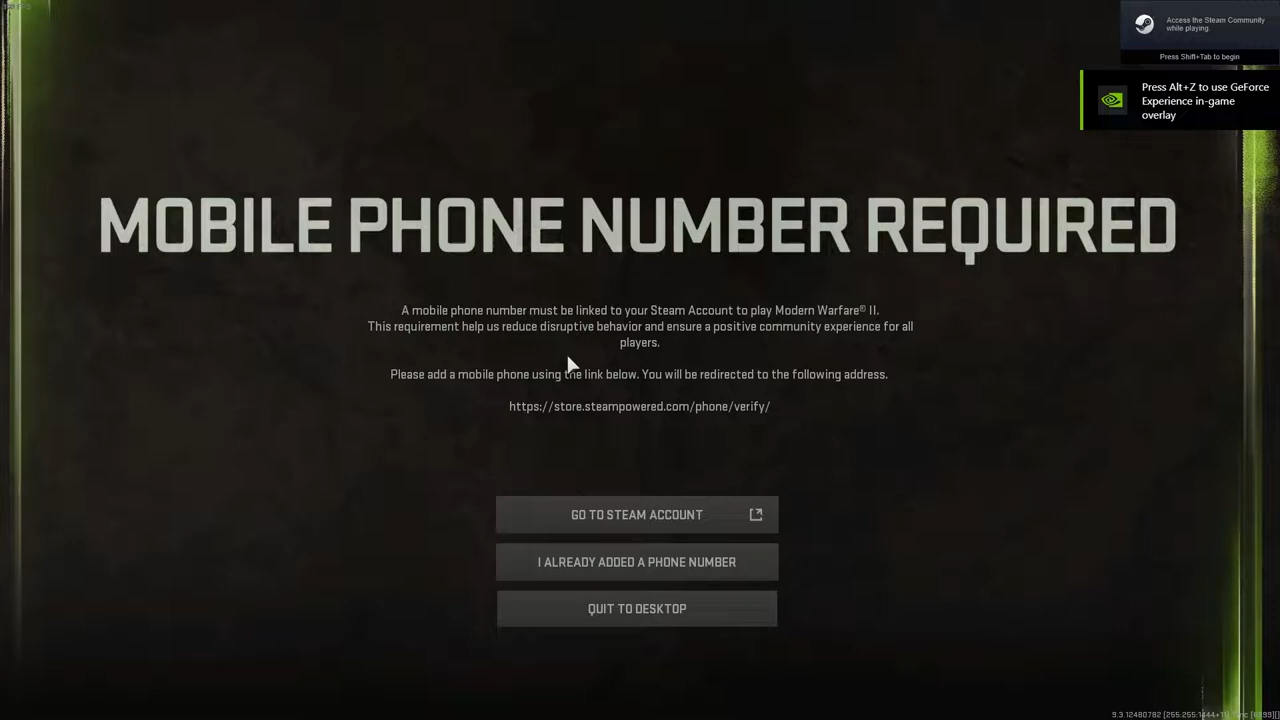 Access the Steam Community
while playing.
Press Shift+Tab to begin
Press Alt+Z to use GeForce
Experience in-game
overlay
MOBILE PHONE NUMBER REQUIRED
A mobile phone number must be linked to your Steam Account to play Modern Warfare® II.
This requirement help us reduce disruptive behavior and ensure a positive community experience for all
players.
Please add a mobile phone using the link below. You will be redirected to the following address.
https://store.steampowered.com/phone/verify/
GO TO STEAM ACCOUNT
I ALREADY ADDED A PHONE NUMBER
QUIT TO DESKTOP